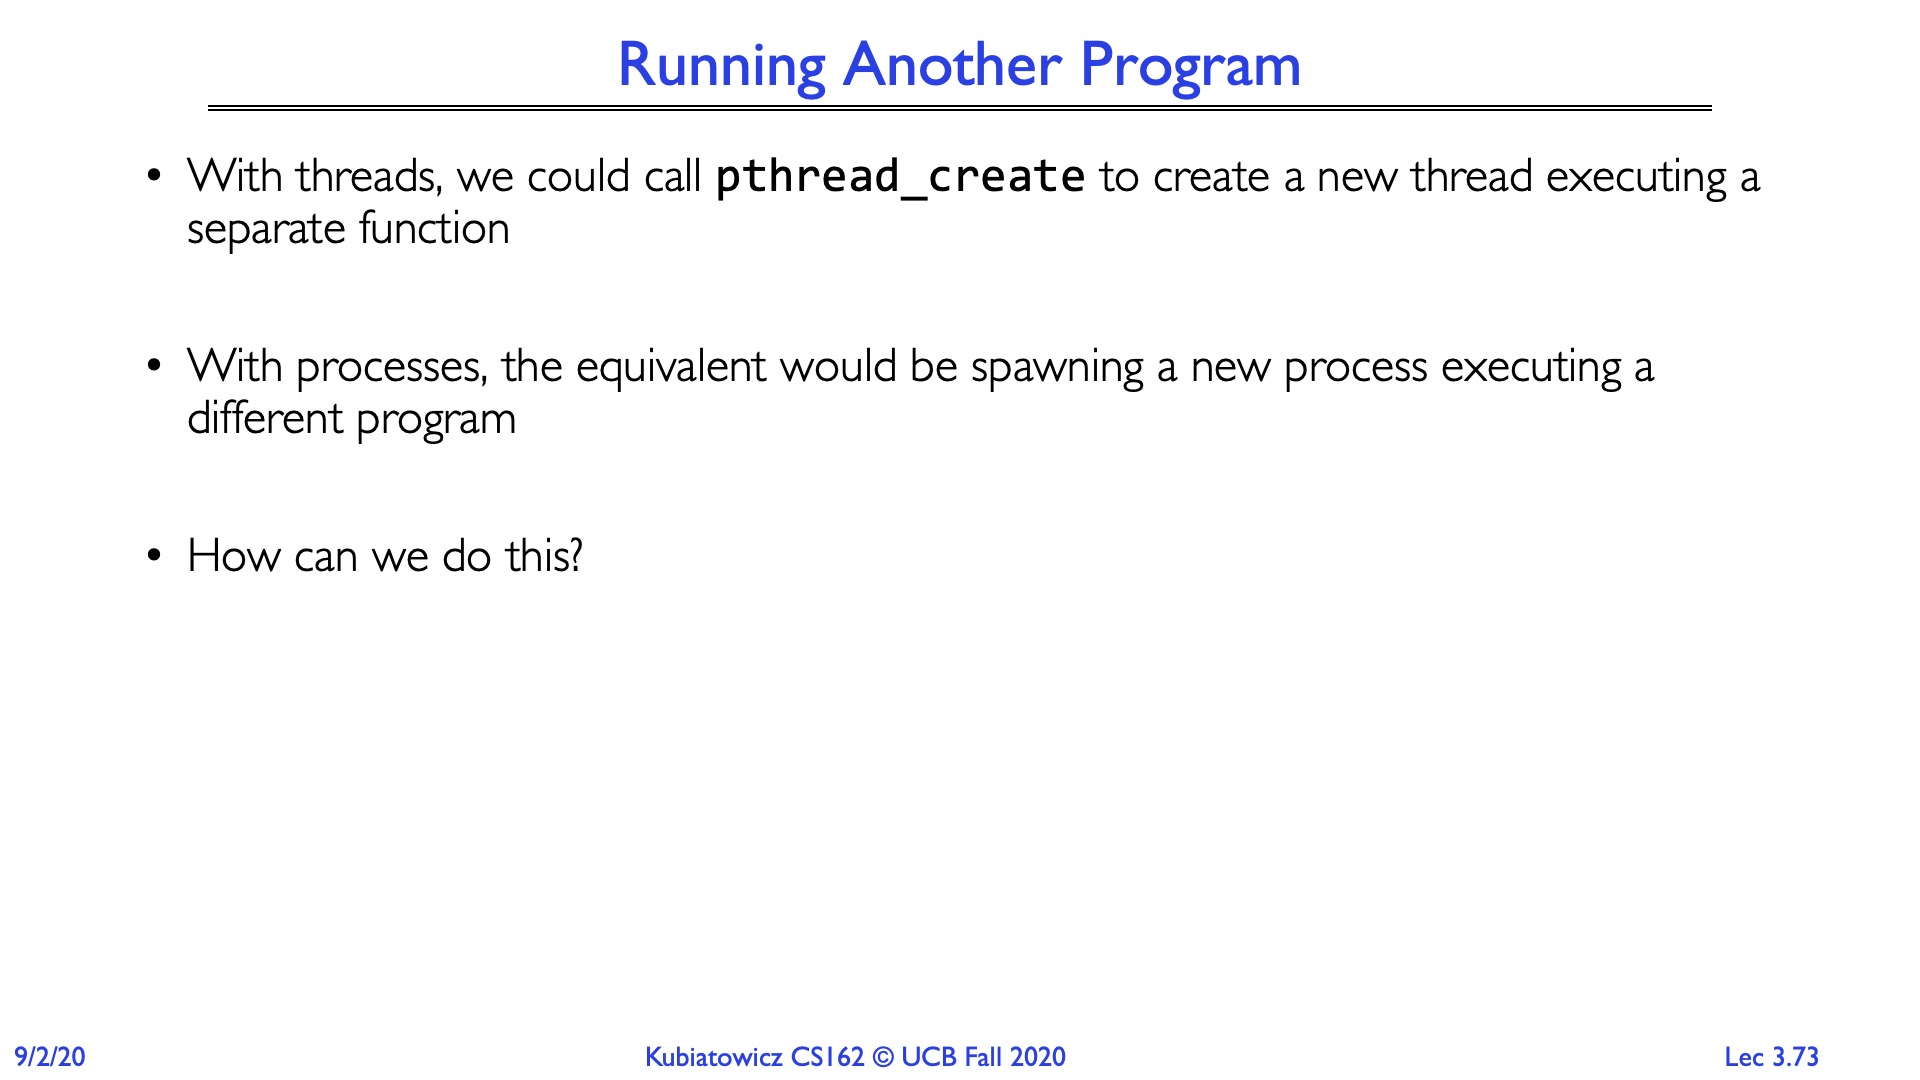 Running Another Program
• With threads, we could call pthread_create to create a new thread executing a
separate function
• With processes, the equivalent would be spawning a new process executing a
different program
• How can we do this?
9/2/20
Kubiatowicz CS162 © UCB Fall 2020
Lec 3.73